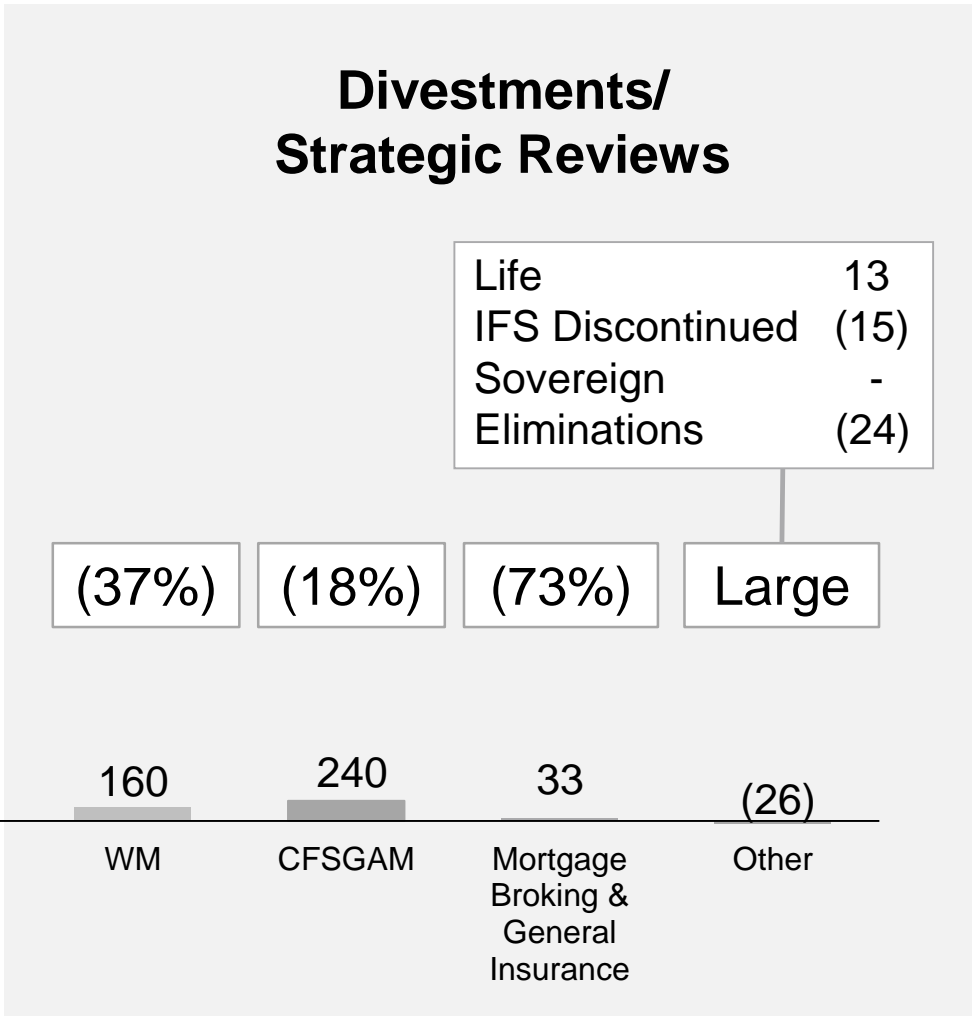 Divestments/
Strategic Reviews
Life 13
IFS Discontinued (15)
Sovereign -
Eliminations (24)
(37%) (18%) (73%) Large
160 240 33 (26)
WM CFSGAM Mortgage Other
Broking &
General
Insurance